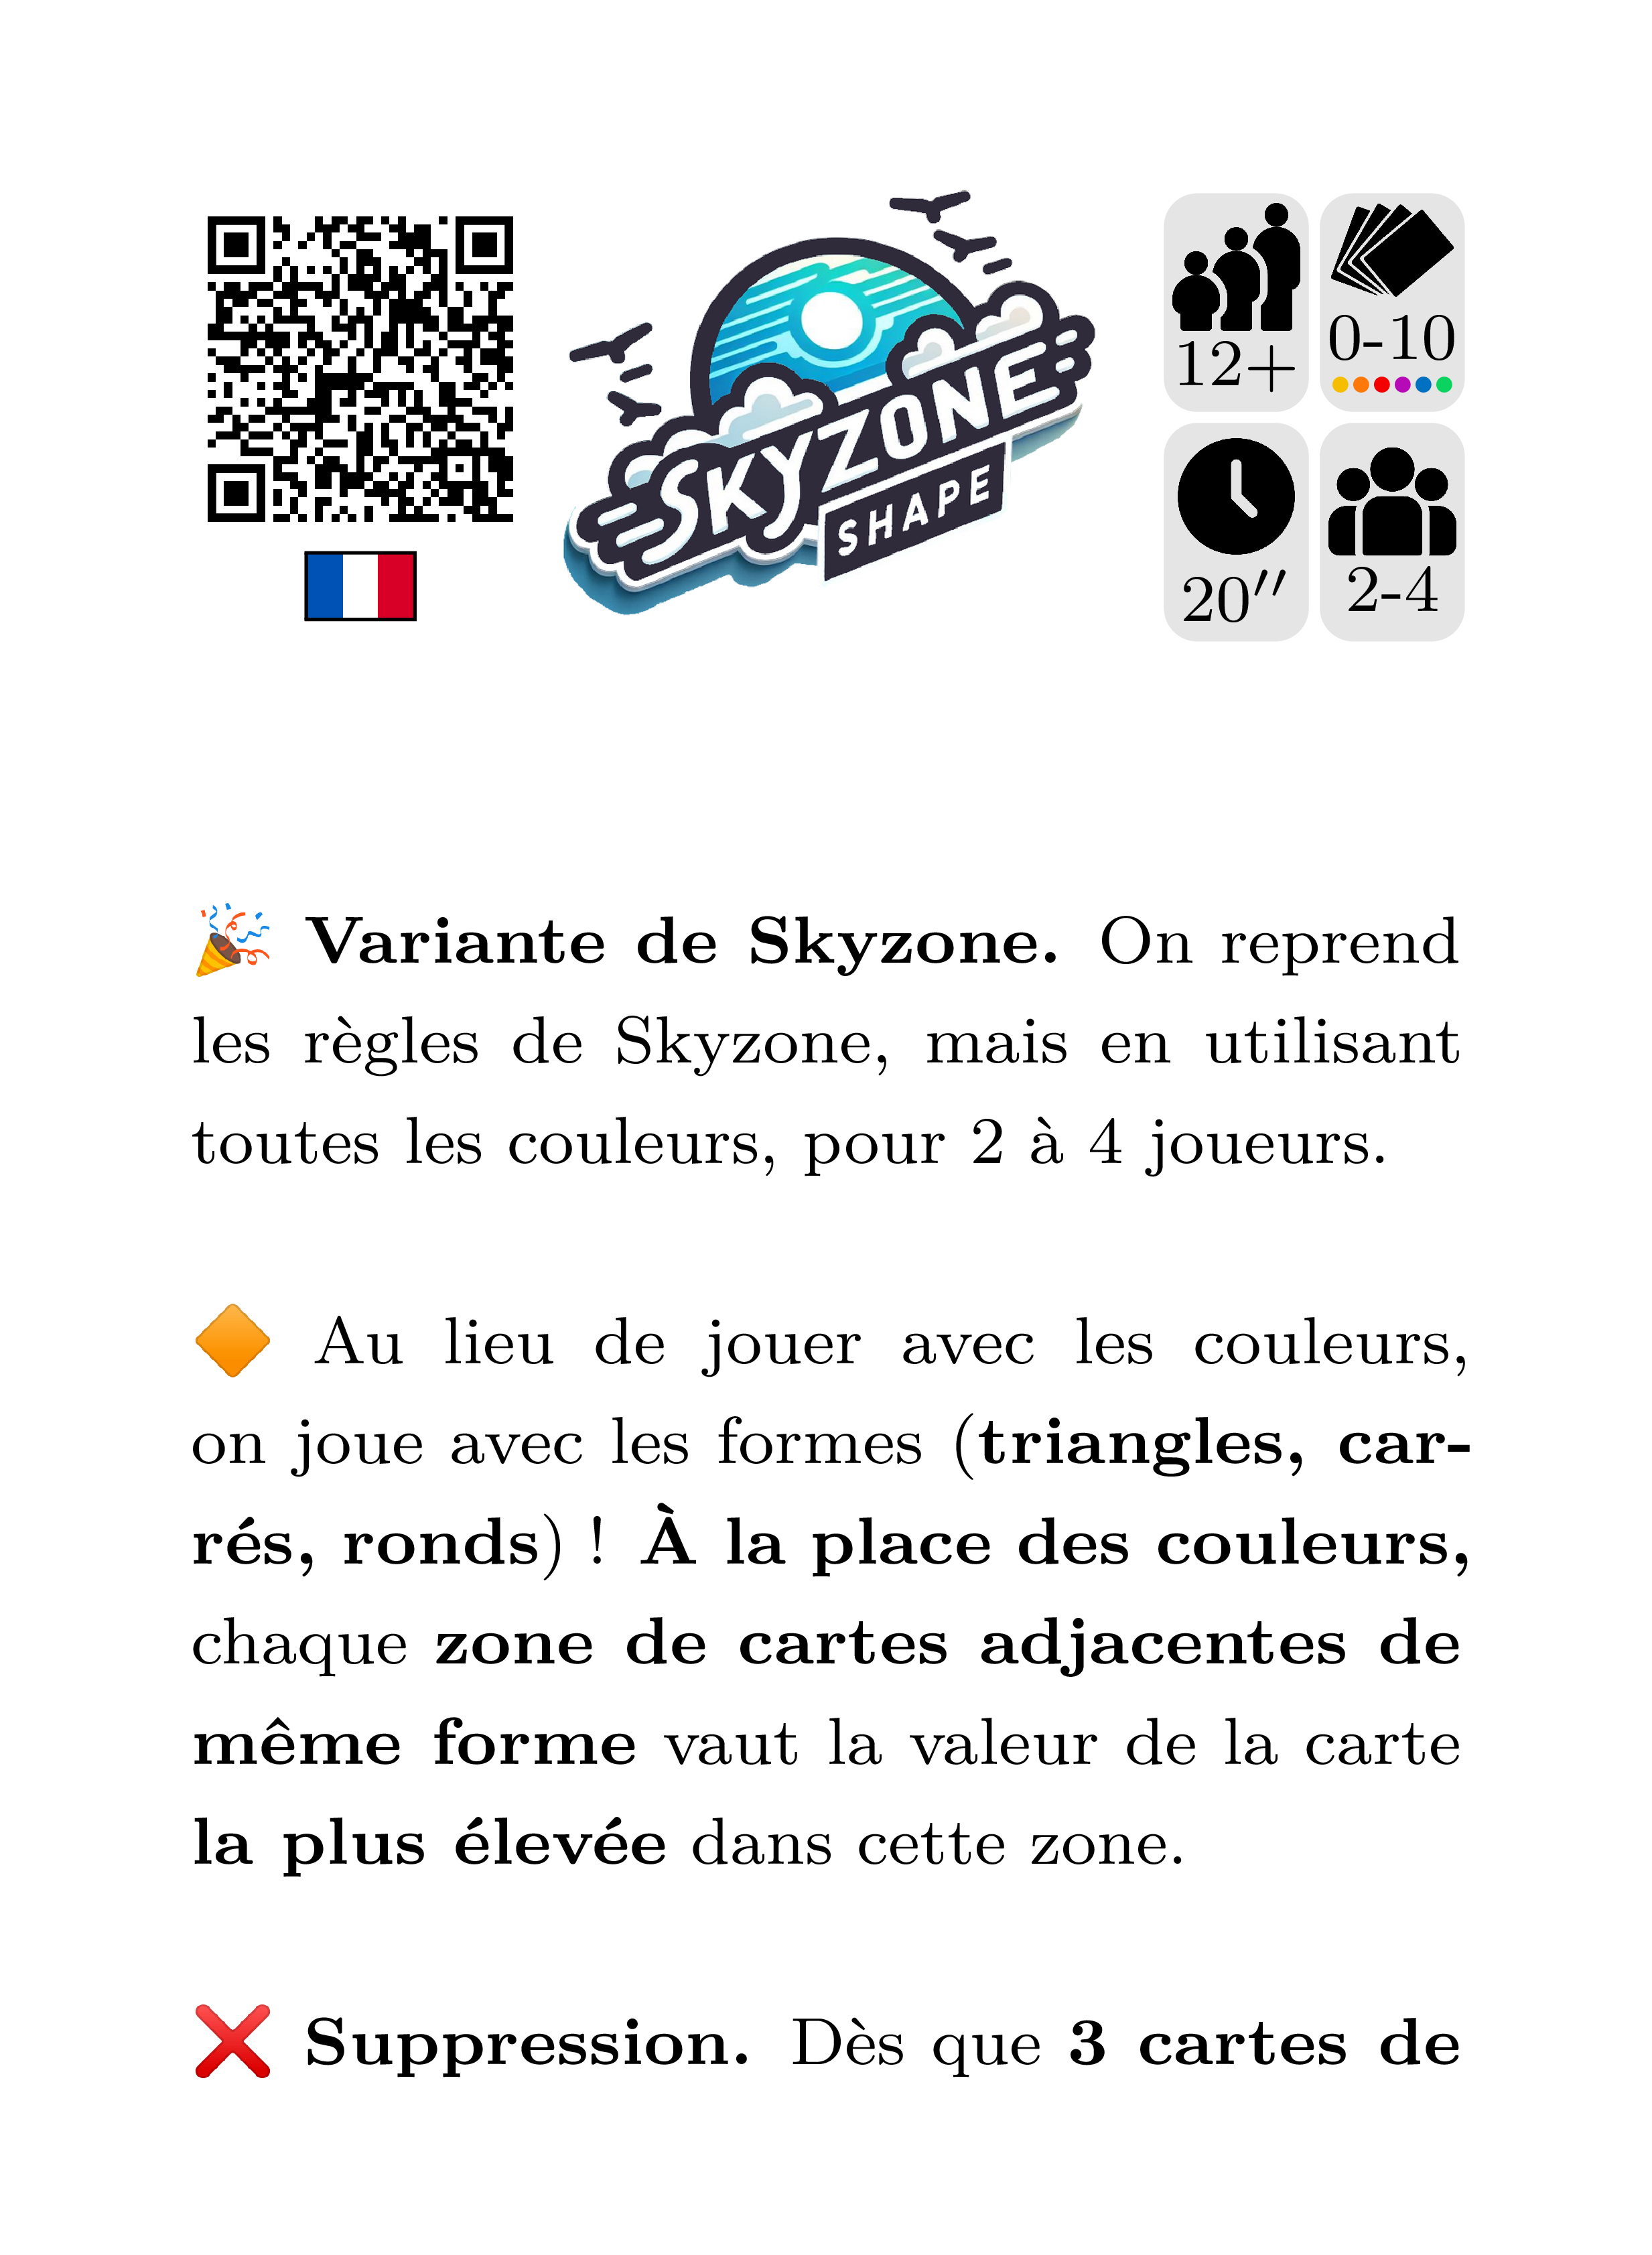 SKYZONE
SHAPE
12+
0-10
20′′
2-4
🎉 Variante de Skyzone. On reprend
les règles de Skyzone, mais en utilisant
toutes les couleurs, pour 2 à 4 joueurs.
🔶 Au lieu de jouer avec les couleurs,
on joue avec les formes (triangles, car-
rés, ronds) ! À la place des couleurs,
chaque zone de cartes adjacentes de
même forme vaut la valeur de la carte
la plus élevée dans cette zone.
❌ Suppression. Dès que 3 cartes de